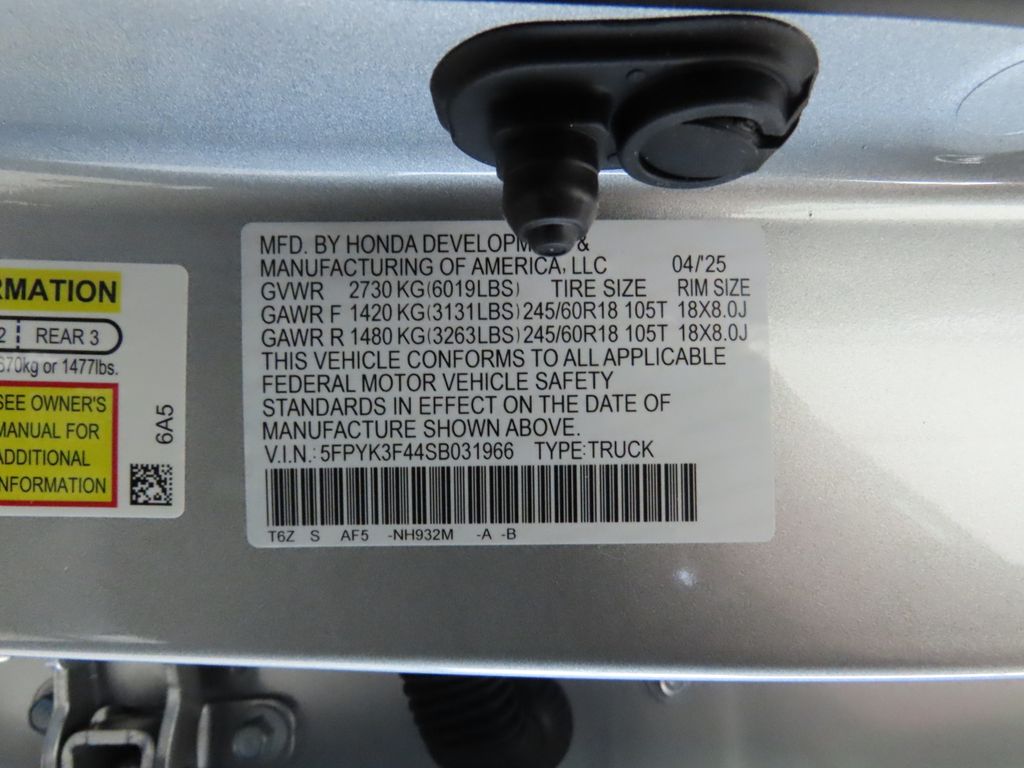 RMATION
2 REAR 3
670kg or 1477lbs.
SEE OWNER'S
MANUAL FOR
ADDITIONAL
INFORMATION
6A5
MFD. BY HONDA DEVELOPMENT &
MANUFACTURING OF AMERICA, LLC 04/'25
GVWR 2730 KG(6019LBS) TIRE SIZE RIM SIZE
GAWR F 1420 KG(3131LBS) 245/60R18 105T 18X8.0J
GAWR R 1480 KG(3263LBS) 245/60R18 105T 18X8.0J
THIS VEHICLE CONFORMS TO ALL APPLICABLE
FEDERAL MOTOR VEHICLE SAFETY
STANDARDS IN EFFECT ON THE DATE OF
MANUFACTURE SHOWN ABOVE.
V.I.N.: 5FPYK3F44SB031966 TYPE:TRUCK
T6Z S AF5 -NH932M -A -B